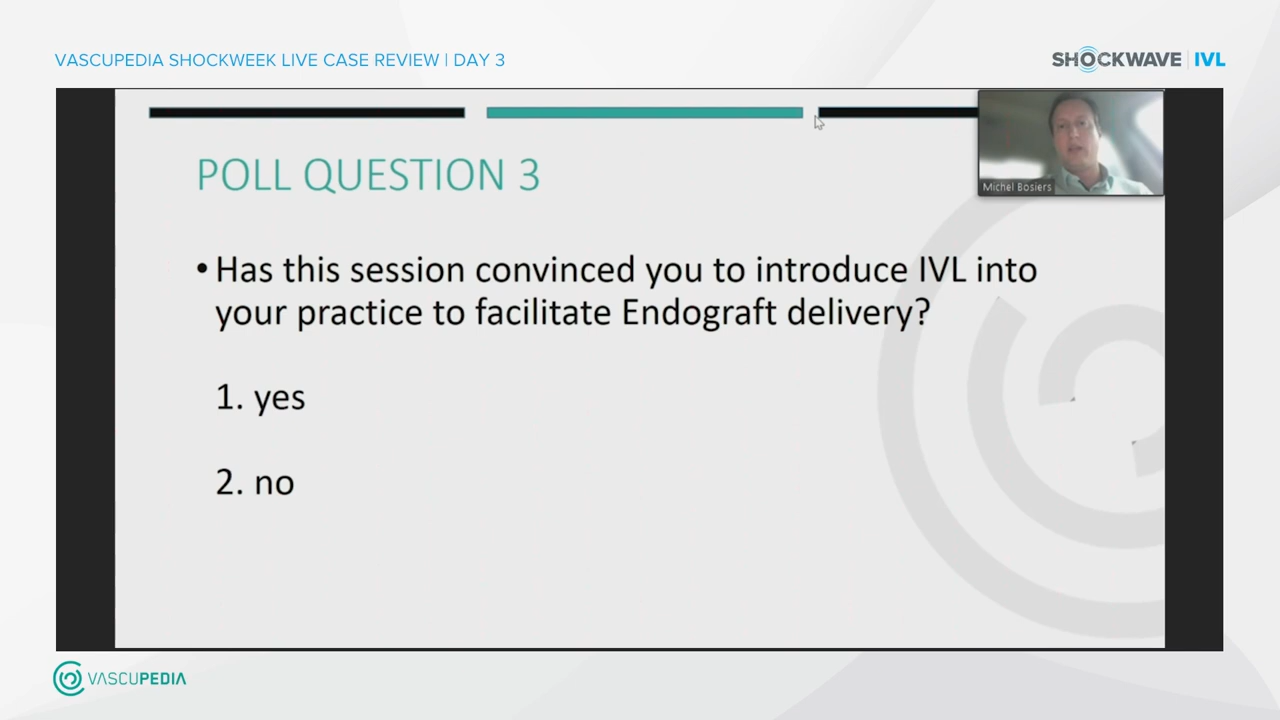 VASCUPEDIA SHOCKWEEK LIVE CASE REVIEW | DAY 3
SHOCKWAVE | IVL
Michel Bosiers
POLL QUESTION 3
• Has this session convinced you to introduce IVL into
your practice to facilitate Endograft delivery?
1. yes
2. no
VASCUPEDIA